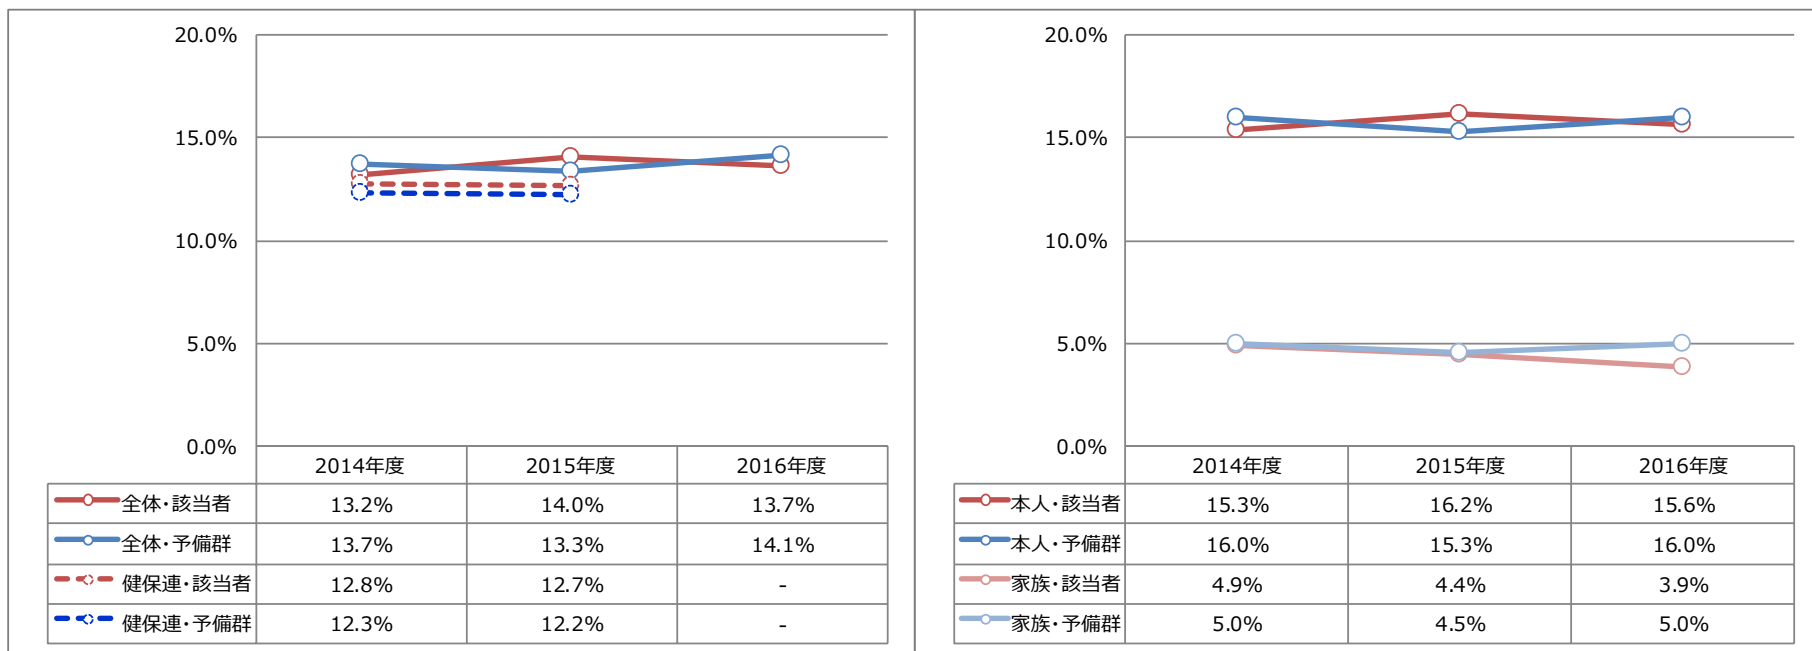 20.0%
15.0%
10.0%
5.0%
0.0%
2014年度 2015年度 2016年度
全体・該当者 13.2% 14.0% 13.7%
全体・予備群 13.7% 13.3% 14.1%
健保連・該当者 12.8% 12.7% -
健保連・予備群 12.3% 12.2% -
20.0%
15.0%
10.0%
5.0%
0.0%
2014年度 2015年度 2016年度
本人・該当者 15.3% 16.2% 15.6%
本人・予備群 16.0% 15.3% 16.0%
家族・該当者 4.9% 4.4% 3.9%
家族・予備群 5.0% 4.5% 5.0%